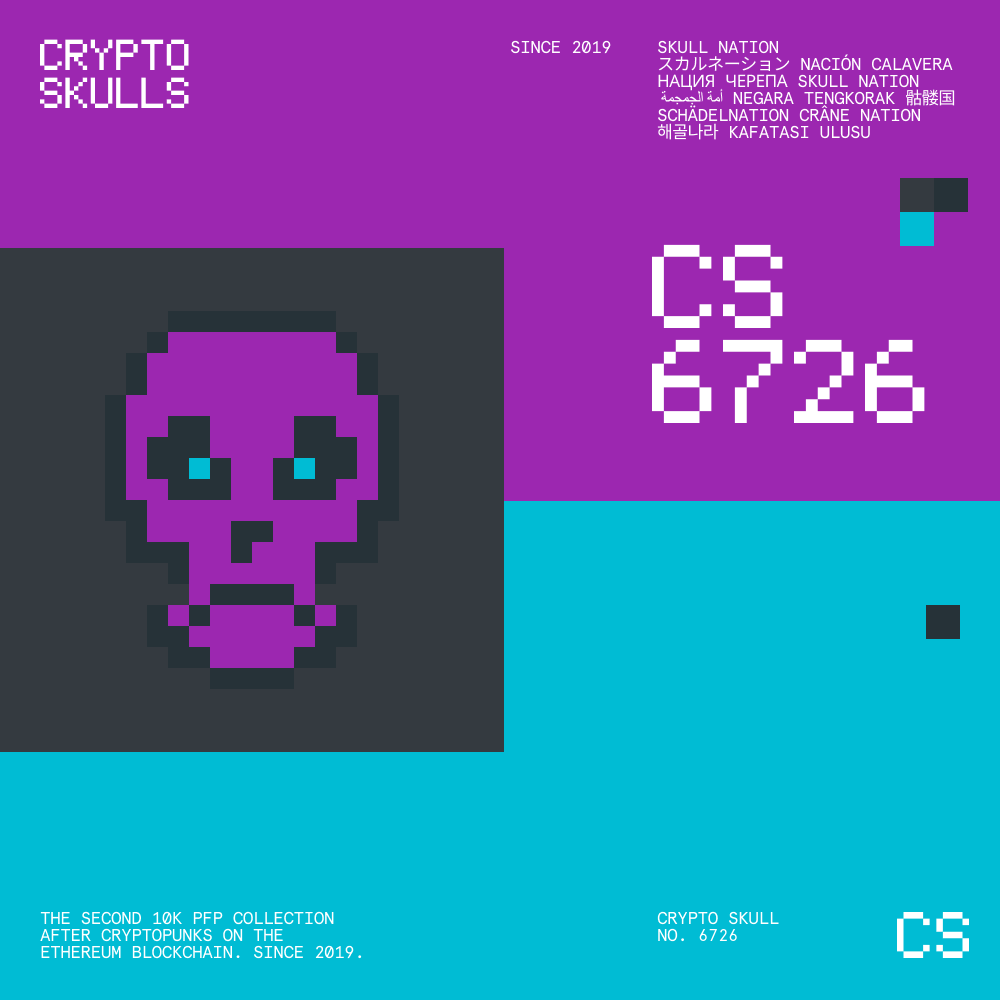 CRYPTO
SKULLS
SINCE 2019
SKULL NATION
スカルネーション NACIÓN CALAVERA
НАЦИЯ ЧЕРЕПА SKULL NATION
أمة الجمجمة NEGARA TENGKORAK 骷髅国
SCHÄDELNATION CRÂNE NATION
해골나라 KAFATASI ULUSU
CS
6726
THE SECOND 10K PFP COLLECTION
AFTER CRYPTOPUNKS ON THE
ETHEREUM BLOCKCHAIN. SINCE 2019.
CRYPTO SKULL
NO. 6726
CS